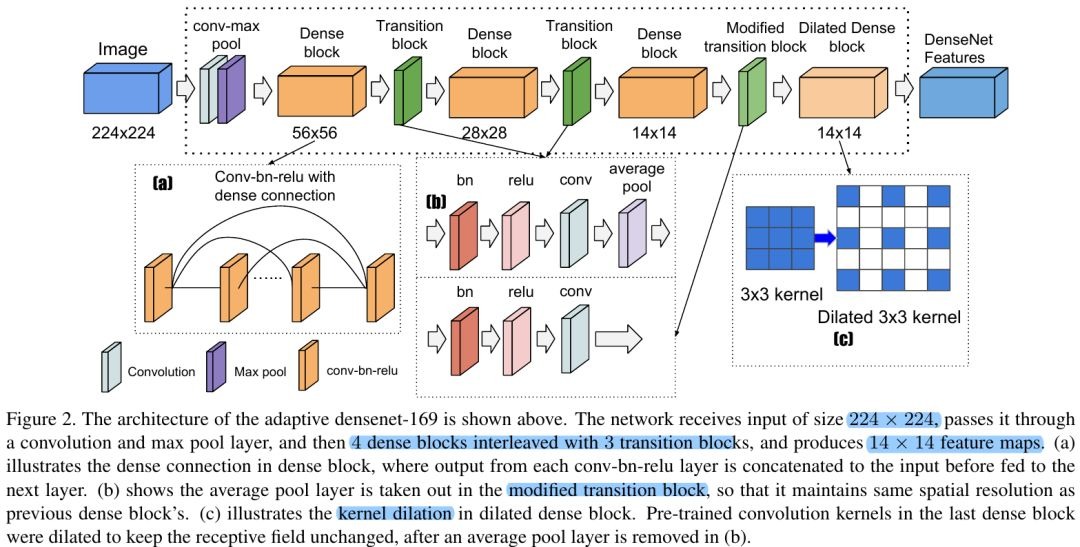 Image
conv-max
pool
Dense
block
Transition
block
Dense
block
Transition
block
Dense
block
Modified
transition block
Dilated Dense
block
DenseNet
Features
224x224
56x56
28x28
14x14
14x14
(a)
Conv-bn-relu with
dense connection
......
Convolution
Max pool
conv-bn-relu
(b)
bn
relu
conv
average
pool
bn
relu
conv
3x3 kernel
Dilated 3x3 kernel
(c)
Figure 2. The architecture of the adaptive densenet-169 is shown above. The network receives input of size 224 × 224, passes it through
a convolution and max pool layer, and then 4 dense blocks interleaved with 3 transition blocks, and produces 14 × 14 feature maps. (a)
illustrates the dense connection in dense block, where output from each conv-bn-relu layer is concatenated to the input before fed to the
next layer. (b) shows the average pool layer is taken out in the modified transition block, so that it maintains same spatial resolution as
previous dense block's. (c) illustrates the kernel dilation in dilated dense block. Pre-trained convolution kernels in the last dense block
were dilated to keep the receptive field unchanged, after an average pool layer is removed in (b).